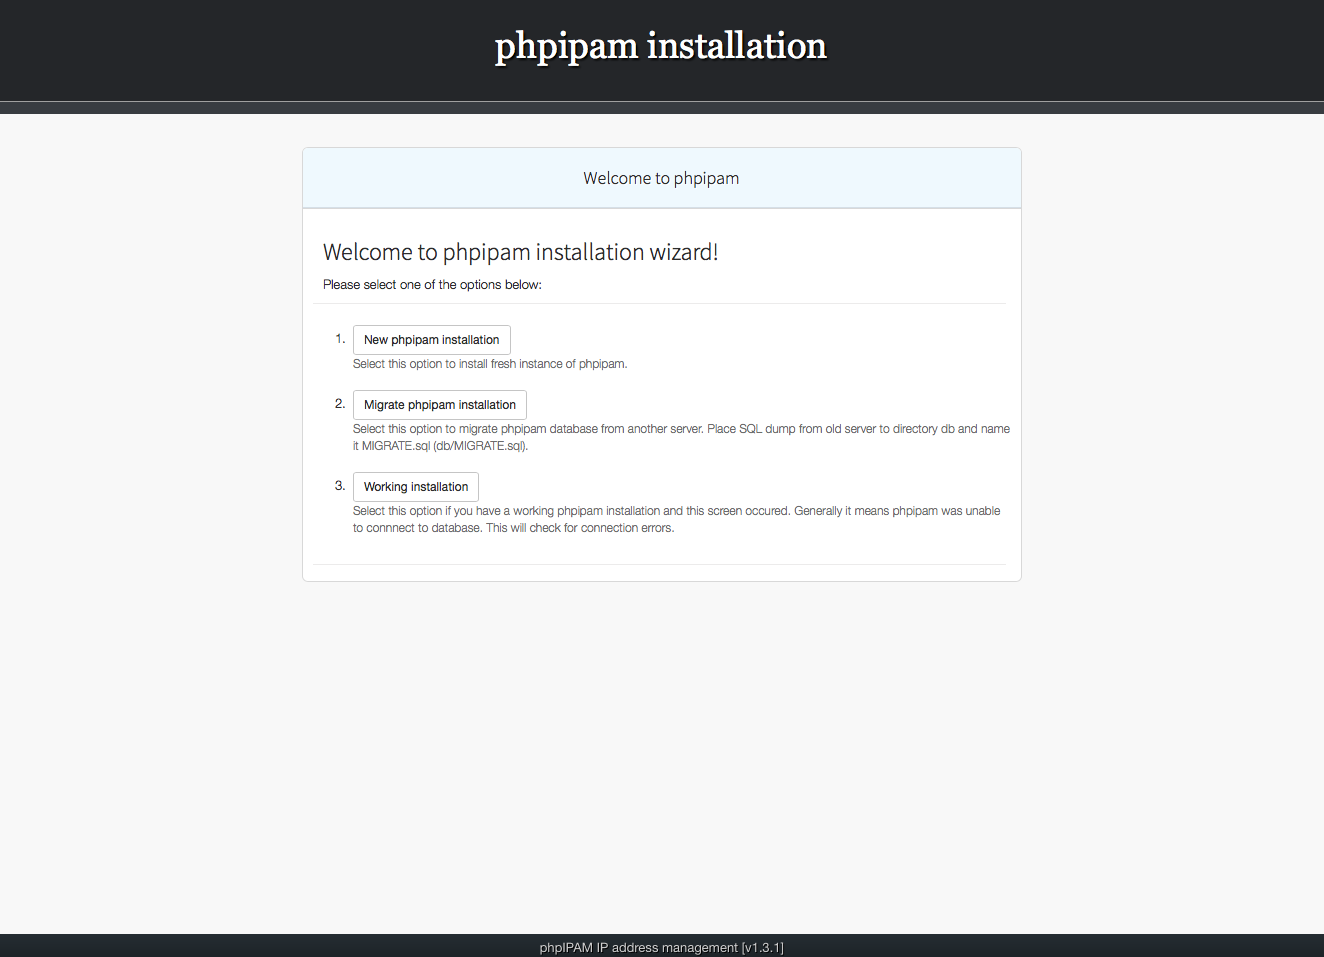 phpipam installation
Welcome to phpipam
Welcome to phpipam installation wizard!
Please select one of the options below:
1. New phpipam installation
Select this option to install fresh instance of phpipam.
2. Migrate phpipam installation
Select this option to migrate phpipam database from another server. Place SQL dump from old server to directory db and name
it MIGRATE.sql (db/MIGRATE.sql).
3. Working installation
Select this option if you have a working phpipam installation and this screen occured. Generally it means phpipam was unable
to connnect to database. This will check for connection errors.
phpIPAM IP address management [v1.3.1]